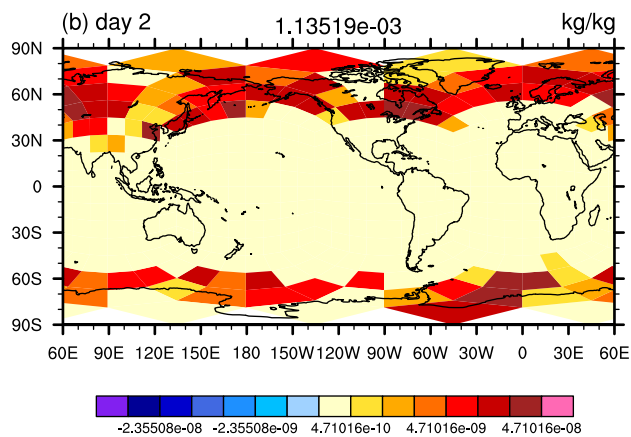 (b) day 2 1.13519e-03 kg/kg
90N
60N
30N
0
30S
60S
90S
60E 90E 120E 150E 180 150W 120W 90W 60W 30W 0 30E 60E
-2.35508e-08 -2.35508e-09 4.71016e-10 4.71016e-09 4.71016e-08